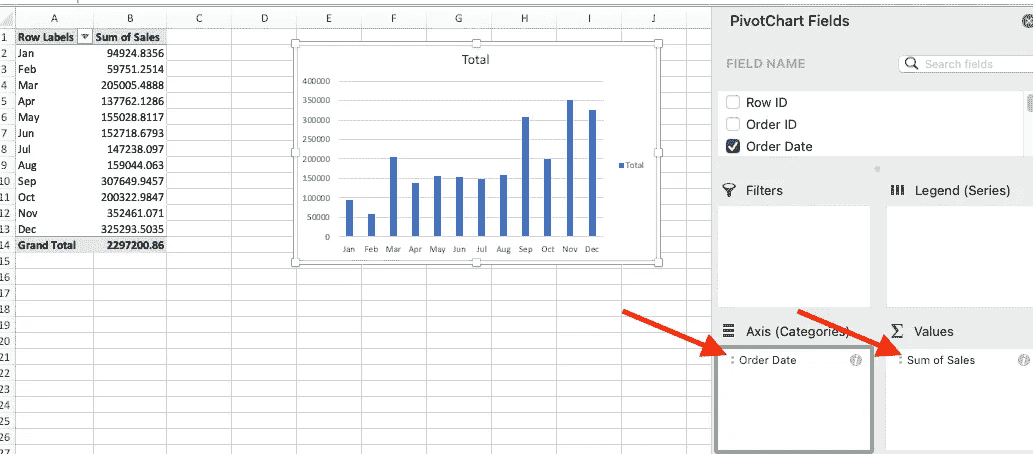 A B C D E F G H I J
1 Row Labels Sum of Sales
2 Jan 94924.8356
3 Feb 59751.2514
4 Mar 205005.4888
5 Apr 137762.1286
6 May 155028.8117
7 Jun 152718.6793
8 Jul 147238.097
9 Aug 159044.063
10 Sep 307649.9457
11 Oct 200322.9847
12 Nov 352461.071
13 Dec 325293.5035
14 Grand Total 2297200.86
15
16
17
18
19
20
21
22
23
24
25
26
27
Total
400000
350000
300000
250000
200000
150000
100000
50000
0
Jan Feb Mar Apr May Jun Jul Aug Sep Oct Nov Dec
Total
PivotChart Fields
FIELD NAME
Search fields
Row ID
Order ID
Order Date
Filters
Legend (Series)
Axis (Categories)
Values
Order Date
Sum of Sales